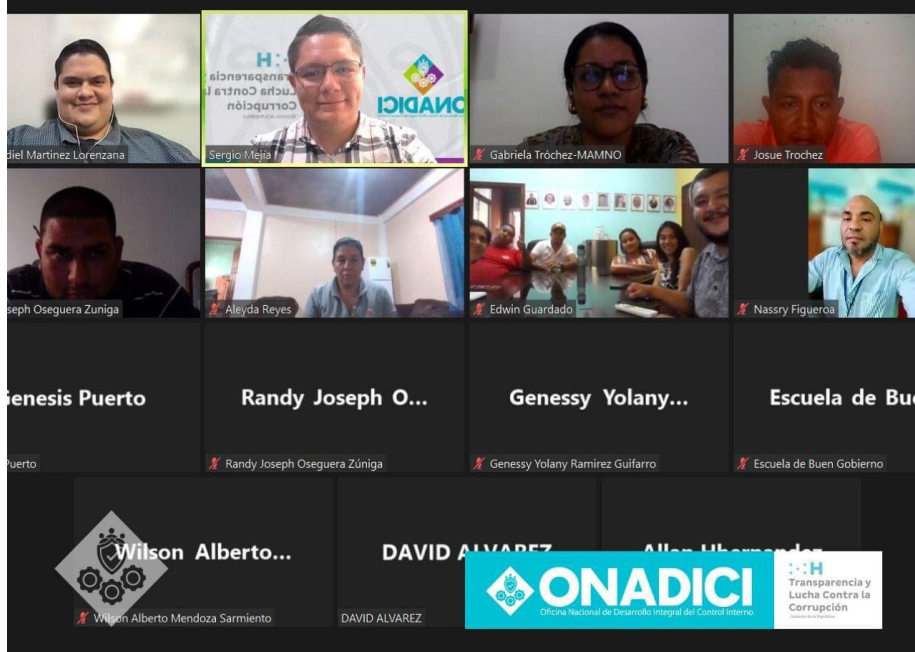 diel Martinez Lorenzana
H
Transparencia y
Lucha Contra l
Corrupción
ONADICI
Sergio Mejia
Gabriela Tróchez-MAMNO
Josue Trochez
seph Oseguera Zuniga
Aleyda Reyes
Edwin Guardado
Nassry Figueroa
Genesis Puerto
Puerto
Randy Joseph O...
Randy Joseph Oseguera Zúniga
Genessy Yolany...
Genessy Yolany Ramirez Guifarro
Escuela de Bu
Escuela de Buen Gobierno
Wilson Alberto...
Wilson Alberto Mendoza Sarmiento
DAVID ALVAREZ
DAVID ALVAREZ
ONADICI
Oficina Nacional de Desarrollo Integral del Control Interno
H
Transparencia y
Lucha Contra la
Corrupción